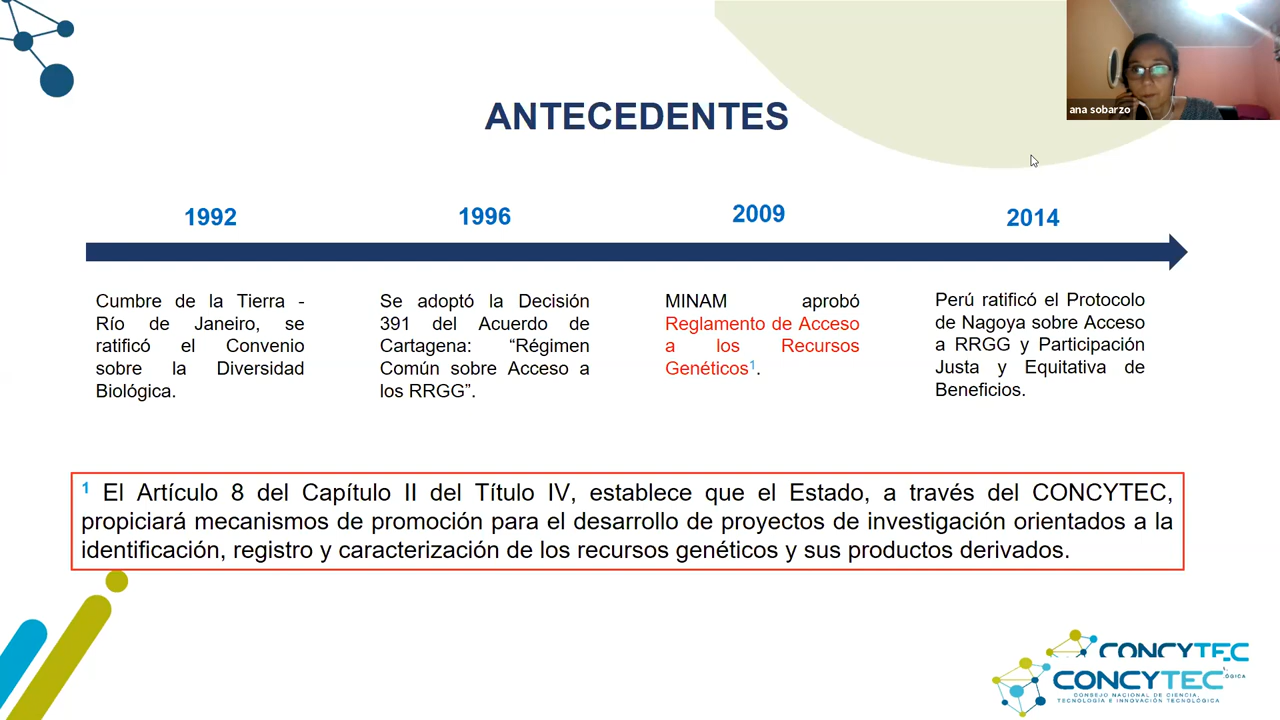 ana sobarzo
ANTECEDENTES
1992
1996
2009
2014
Cumbre de la Tierra -
Río de Janeiro, se
ratificó el Convenio
sobre la Diversidad
Biológica.
Se adoptó la Decisión
391 del Acuerdo de
Cartagena: “Régimen
Común sobre Acceso a
los RRGG”.
MINAM aprobó
Reglamento de Acceso
a los Recursos
Genéticos¹.
Perú ratificó el Protocolo
de Nagoya sobre Acceso
a RRGG y Participación
Justa y Equitativa de
Beneficios.
¹ El Artículo 8 del Capítulo II del Título IV, establece que el Estado, a través del CONCYTEC,
propiciará mecanismos de promoción para el desarrollo de proyectos de investigación orientados a la
identificación, registro y caracterización de los recursos genéticos y sus productos derivados.
CONCYTEC
CONCYTEC
CONSEJO NACIONAL DE CIENCIA,
TECNOLOGÍA E INNOVACIÓN TECNOLÓGICA